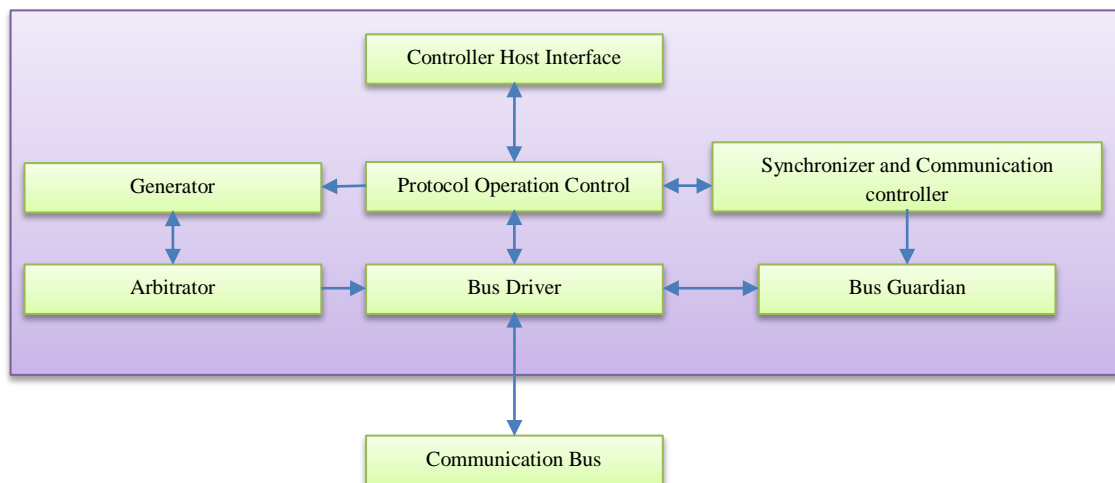 Controller Host Interface
Generator
Protocol Operation Control
Synchronizer and Communication
controller
Arbitrator
Bus Driver
Bus Guardian
Communication Bus